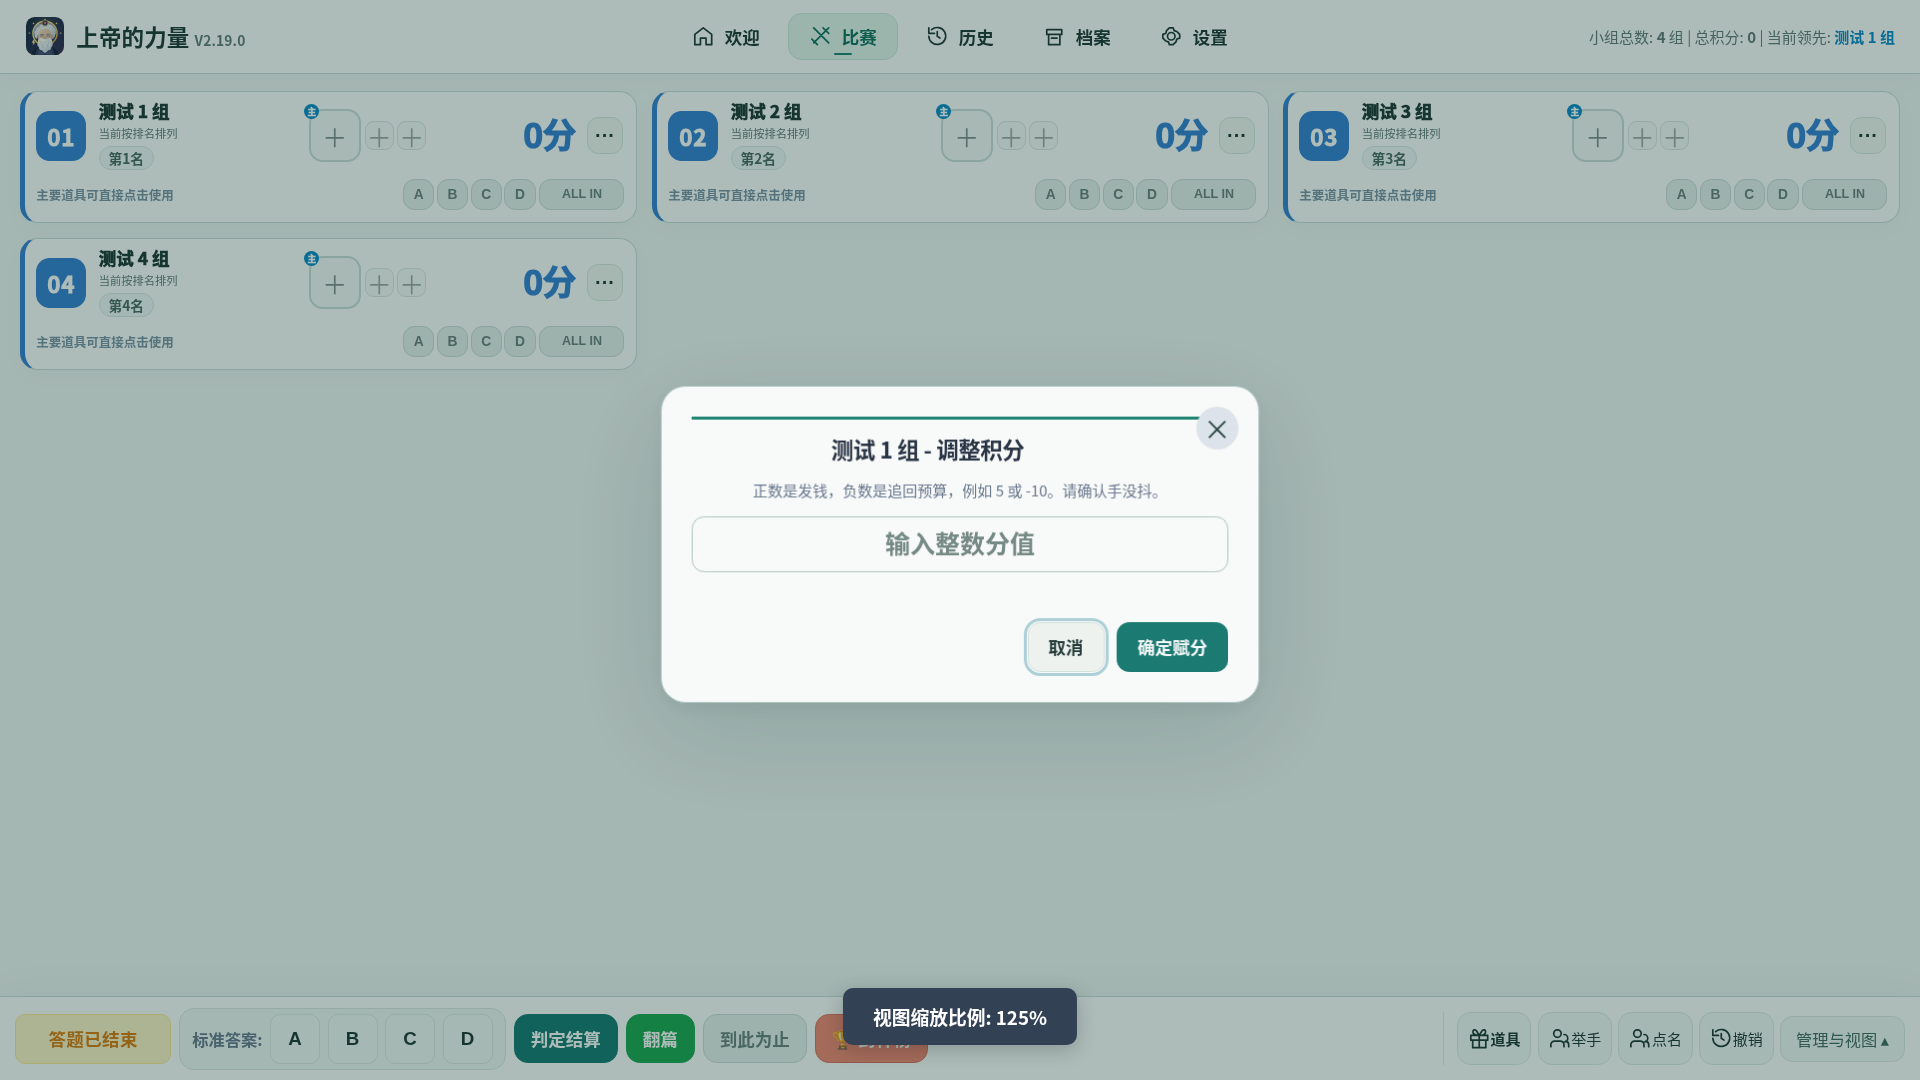 上帝的力量 V2.19.0
欢迎
比赛
历史
档案
设置
小组总数: 4 组 | 总积分: 0 | 当前领先: 测试 1 组
01
测试 1 组
当前按排名排列
第1名
主
0分
主要道具可直接点击使用
A
B
C
D
ALL IN
02
测试 2 组
当前按排名排列
第2名
主
0分
主要道具可直接点击使用
A
B
C
D
ALL IN
03
测试 3 组
当前按排名排列
第3名
主
0分
主要道具可直接点击使用
A
B
C
D
ALL IN
04
测试 4 组
当前按排名排列
第4名
主
0分
主要道具可直接点击使用
A
B
C
D
ALL IN
测试 1 组 - 调整积分
正数是发钱，负数是追回预算，例如 5 或 -10。请确认手没抖。
输入整数分值
取消
确定赋分
视图缩放比例: 125%
答题已结束
标准答案:
A
B
C
D
判定结算
翻篇
到此为止
道具
举手
点名
撤销
管理与视图 ▴